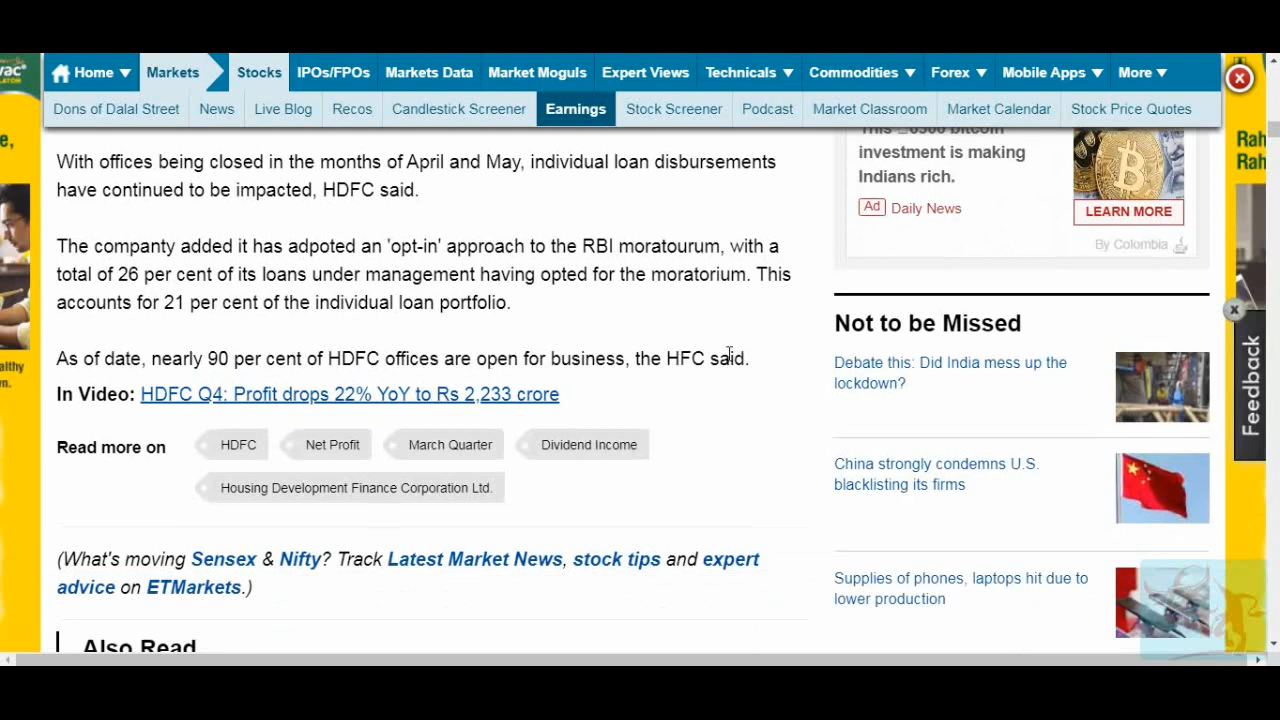 vac®
Home
Markets
Stocks
IPOs/FPOs
Markets Data
Market Moguls
Expert Views
Technicals
Commodities
Forex
Mobile Apps
More
Dons of Dalal Street
News
Live Blog
Recos
Candlestick Screener
Earnings
Stock Screener
Podcast
Market Classroom
Market Calendar
Stock Price Quotes
With offices being closed in the months of April and May, individual loan disbursements
have continued to be impacted, HDFC said.
The companty added it has adpoted an 'opt-in' approach to the RBI moratourum, with a
total of 26 per cent of its loans under management having opted for the moratorium. This
accounts for 21 per cent of the individual loan portfolio.
As of date, nearly 90 per cent of HDFC offices are open for business, the HFC said.
In Video: HDFC Q4: Profit drops 22% YoY to Rs 2,233 crore
Read more on
HDFC
Net Profit
March Quarter
Dividend Income
Housing Development Finance Corporation Ltd.
(What's moving Sensex & Nifty? Track Latest Market News, stock tips and expert
advice on ETMarkets.)
Also Read
bitcoin
investment is making
Indians rich.
Ad Daily News
LEARN MORE
By Colombia
Not to be Missed
Debate this: Did India mess up the
lockdown?
China strongly condemns U.S.
blacklisting its firms
Supplies of phones, laptops hit due to
lower production
Rah
Rah
Feedback